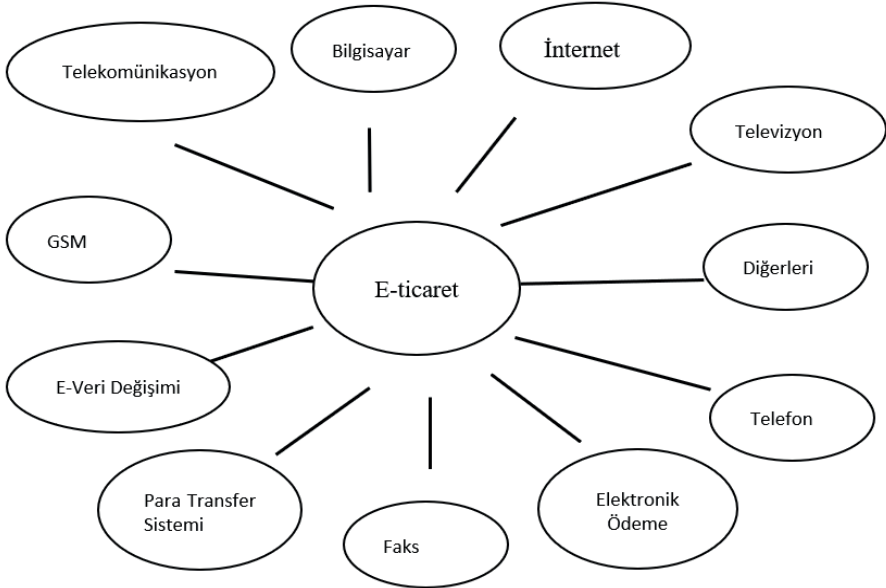 Telekomünikasyon
Bilgisayar
İnternet
Televizyon
GSM
E-ticaret
Diğerleri
E-Veri Değişimi
Telefon
Para Transfer
Sistemi
Faks
Elektronik
Ödeme